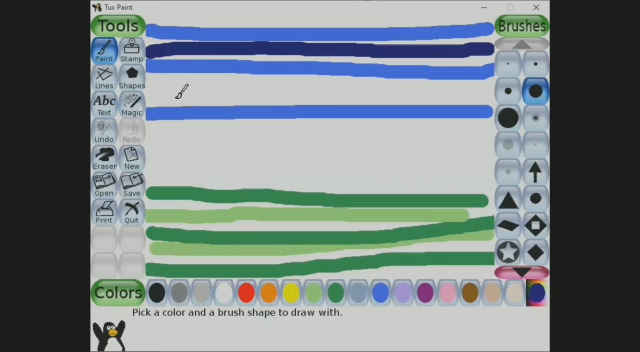 Tux Paint
Tools
Brushes
Paint
Stamp
Lines
Shapes
Abc
Text
Magic
Undo
Redo
Eraser
New
Open
Save
Print
Quit
Colors
Pick a color and a brush shape to draw with.